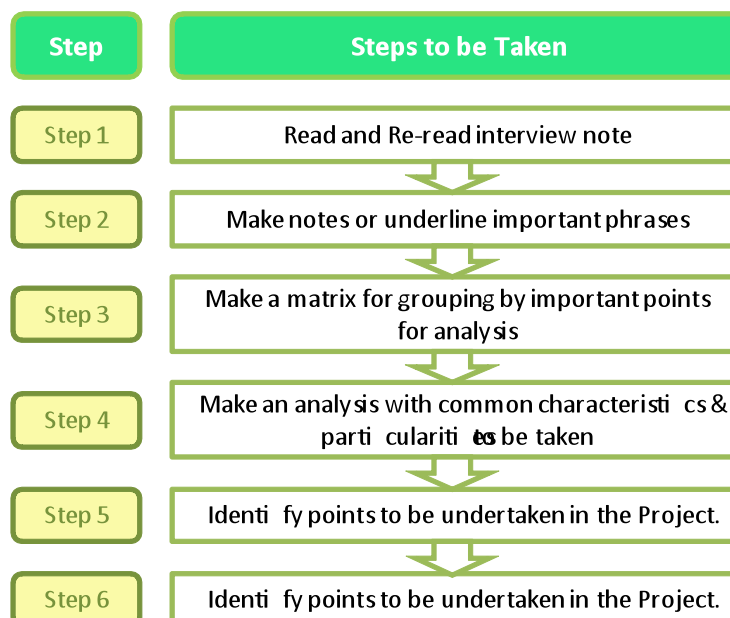 Step
Steps to be Taken
Step 1
Read and Re-read interview note
Step 2
Make notes or underline important phrases
Step 3
Make a matrix for grouping by important points
for analysis
Step 4
Make an analysis with common characteristi cs &
parti culariti es to be taken
Step 5
Identi fy points to be undertaken in the Project.
Step 6
Identi fy points to be undertaken in the Project.